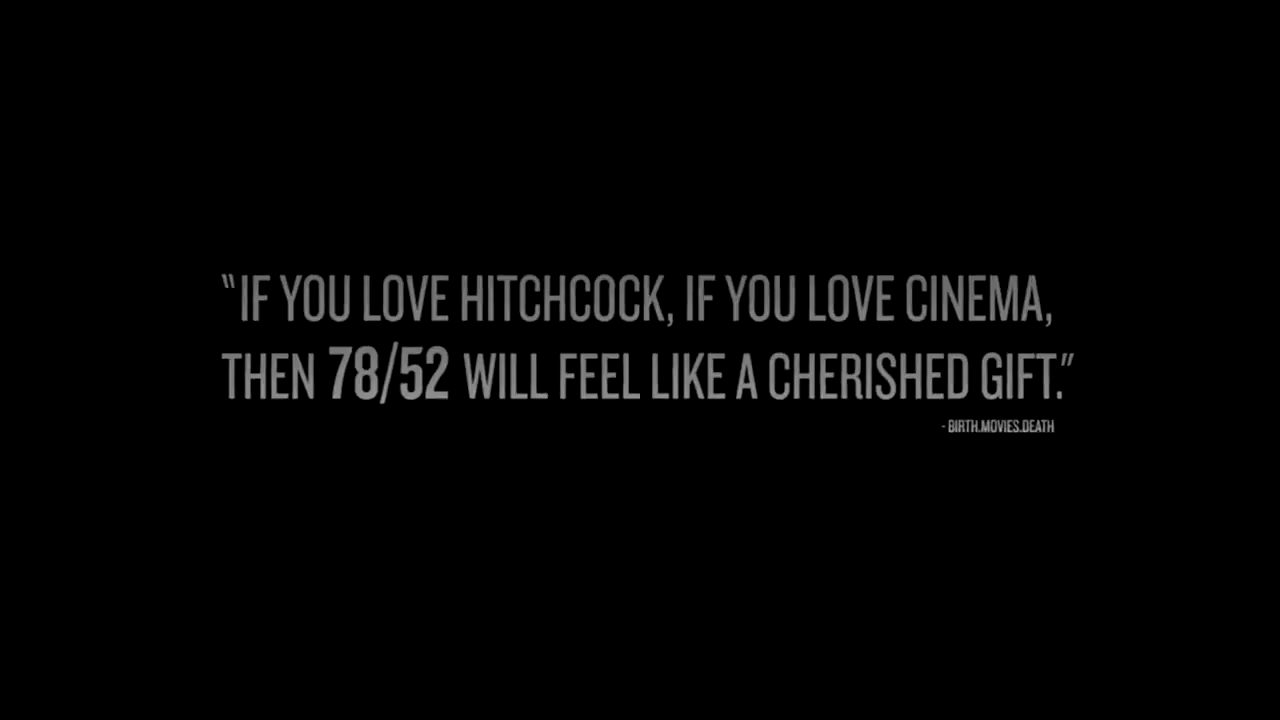 “IF YOU LOVE HITCHCOCK, IF YOU LOVE CINEMA,
THEN 78/52 WILL FEEL LIKE A CHERISHED GIFT.”
- BIRTH.MOVIES.DEATH